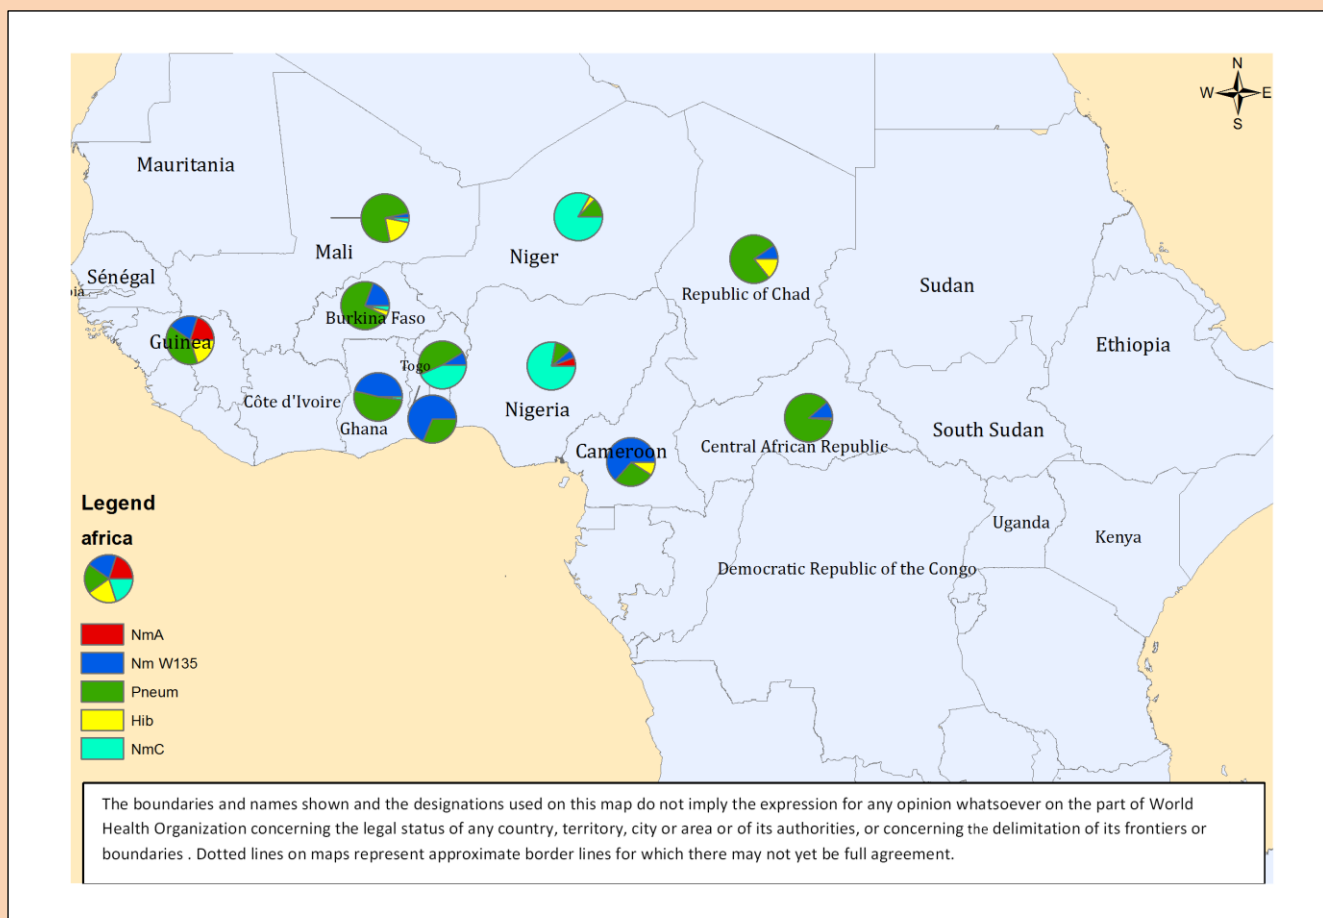 N
W E
S
Mauritania
Mali
Niger
Sénégal
Republic of Chad
Sudan
Burkina Faso
Guinea
Ethiopia
Togo
Côte d'Ivoire
Nigeria
Ghana
South Sudan
Cameroon
Central African Republic
Uganda
Kenya
Democratic Republic of the Congo
Legend
africa
NmA
Nm W135
Pneum
Hib
NmC
The boundaries and names shown and the designations used on this map do not imply the expression for any opinion whatsoever on the part of World
Health Organization concerning the legal status of any country, territory, city or area or of its authorities, or concerning the delimitation of its frontiers or
boundaries . Dotted lines on maps represent approximate border lines for which there may not yet be full agreement.